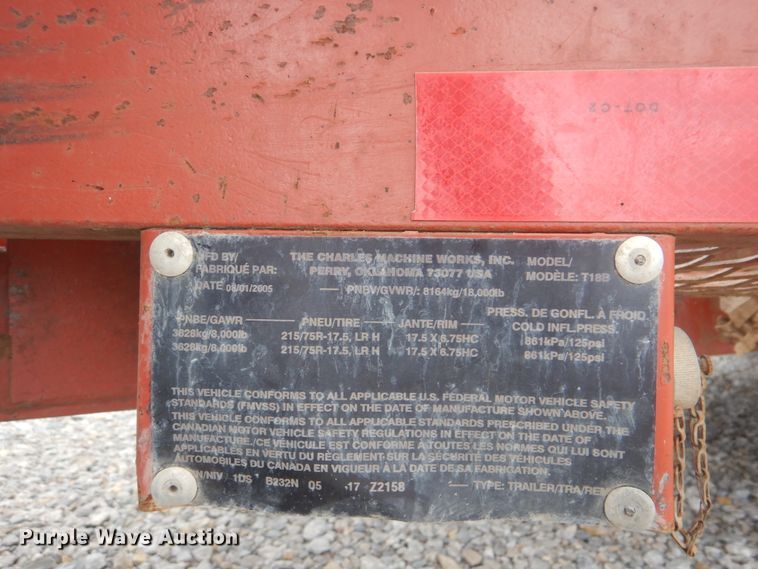 DOT-C2
MFD BY/ THE CHARLES MACHINE WORKS, INC. MODEL/
FABRIQUÉ PAR: PERRY, OKLAHOMA 73077 USA MODÈLE: T18B
DATE 08/01/2005 PNBV/GVWR/: 8164kg/18,000lb
PNBE/GAWR PNEU/TIRE JANTE/RIM PRESS. DE GONFL. À FROID
COLD INFL.PRESS.
3628kg/8,000lb 215/75R-17.5, LR H 17.5 X 6.75HC 861kPa/125psi
3628kg/8,000lb 215/75R-17.5, LR H 17.5 X 6.75HC 861kPa/125psi
THIS VEHICLE CONFORMS TO ALL APPLICABLE U.S. FEDERAL MOTOR VEHICLE SAFETY
STANDARDS (FMVSS) IN EFFECT ON THE DATE OF MANUFACTURE SHOWN ABOVE.
THIS VEHICLE CONFORMS TO ALL APPLICABLE STANDARDS PRESCRIBED UNDER THE
CANADIAN MOTOR VEHICLE SAFETY REGULATIONS IN EFFECT ON THE DATE OF
MANUFACTURE./CE VÉHICULE EST CONFORME A TOUTES LES NORMES QUI LUI SONT
APPLICABLES EN VERTU DU RÈGLEMENT SUR LA SÉCURITÉ DES VÉHICULES
AUTOMOBILES DU CANADA EN VIGUEUR À LA DATE DE SA FABRICATION.
/NIV 1DS B232N 05 17 Z2158 TYPE: TRAILER/TRA/REM
Purple Wave Auction